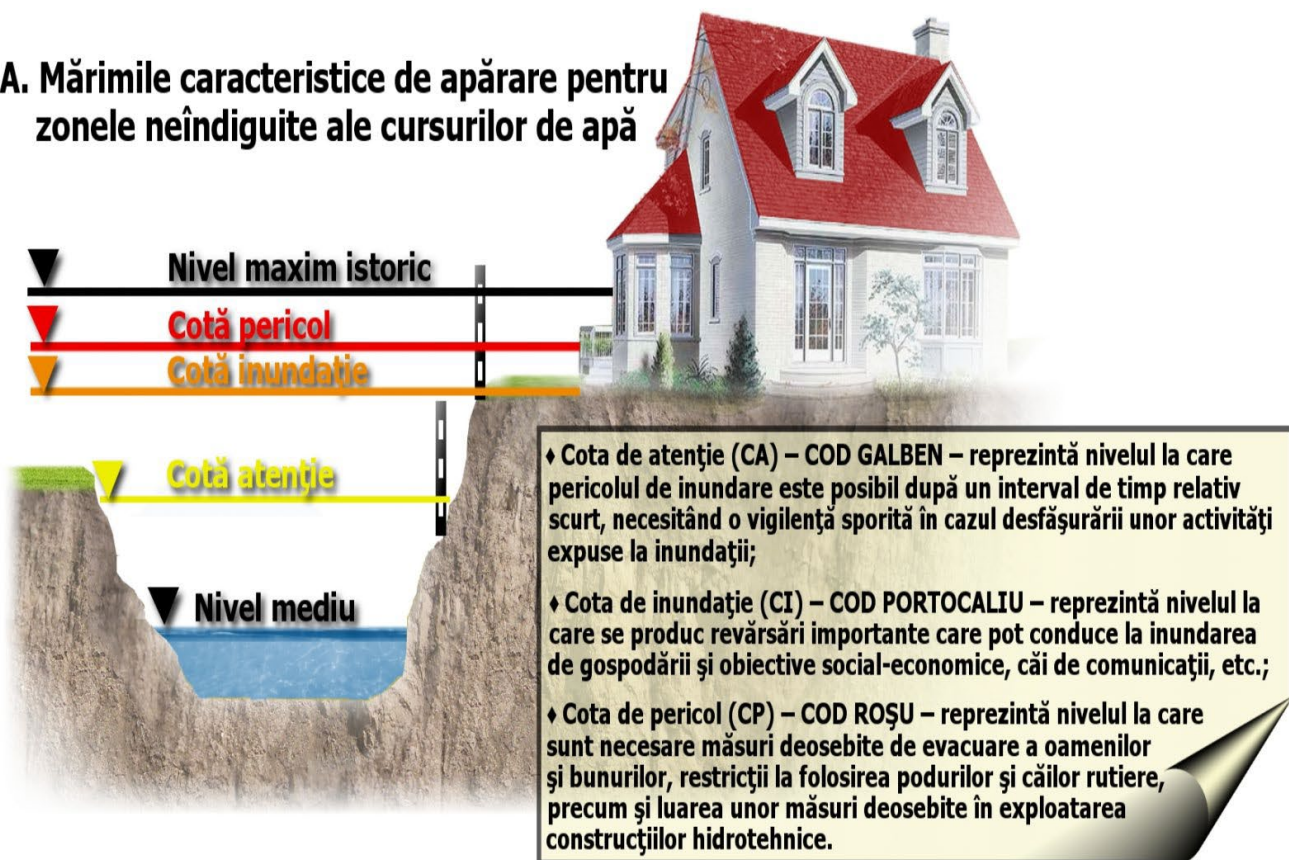 A. Mărimile caracteristice de apărare pentru
zonele neîndiguite ale cursurilor de apă
Nivel maxim istoric
Cotă pericol
Cotă inundaţie
Cotă atenţie
Nivel mediu
♦ Cota de atenţie (CA) – COD GALBEN – reprezintă nivelul la care
pericolul de inundare este posibil după un interval de timp relativ
scurt, necesitând o vigilenţă sporită în cazul desfăşurării unor activităţi
expuse la inundaţii;
♦ Cota de inundaţie (CI) – COD PORTOCALIU – reprezintă nivelul la
care se produc revărsări importante care pot conduce la inundarea
de gospodării şi obiective social-economice, căi de comunicaţii, etc.;
♦ Cota de pericol (CP) – COD ROŞU – reprezintă nivelul la care
sunt necesare măsuri deosebite de evacuare a oamenilor
şi bunurilor, restricţii la folosirea podurilor şi căilor rutiere,
precum şi luarea unor măsuri deosebite în exploatarea
construcţiilor hidrotehnice.